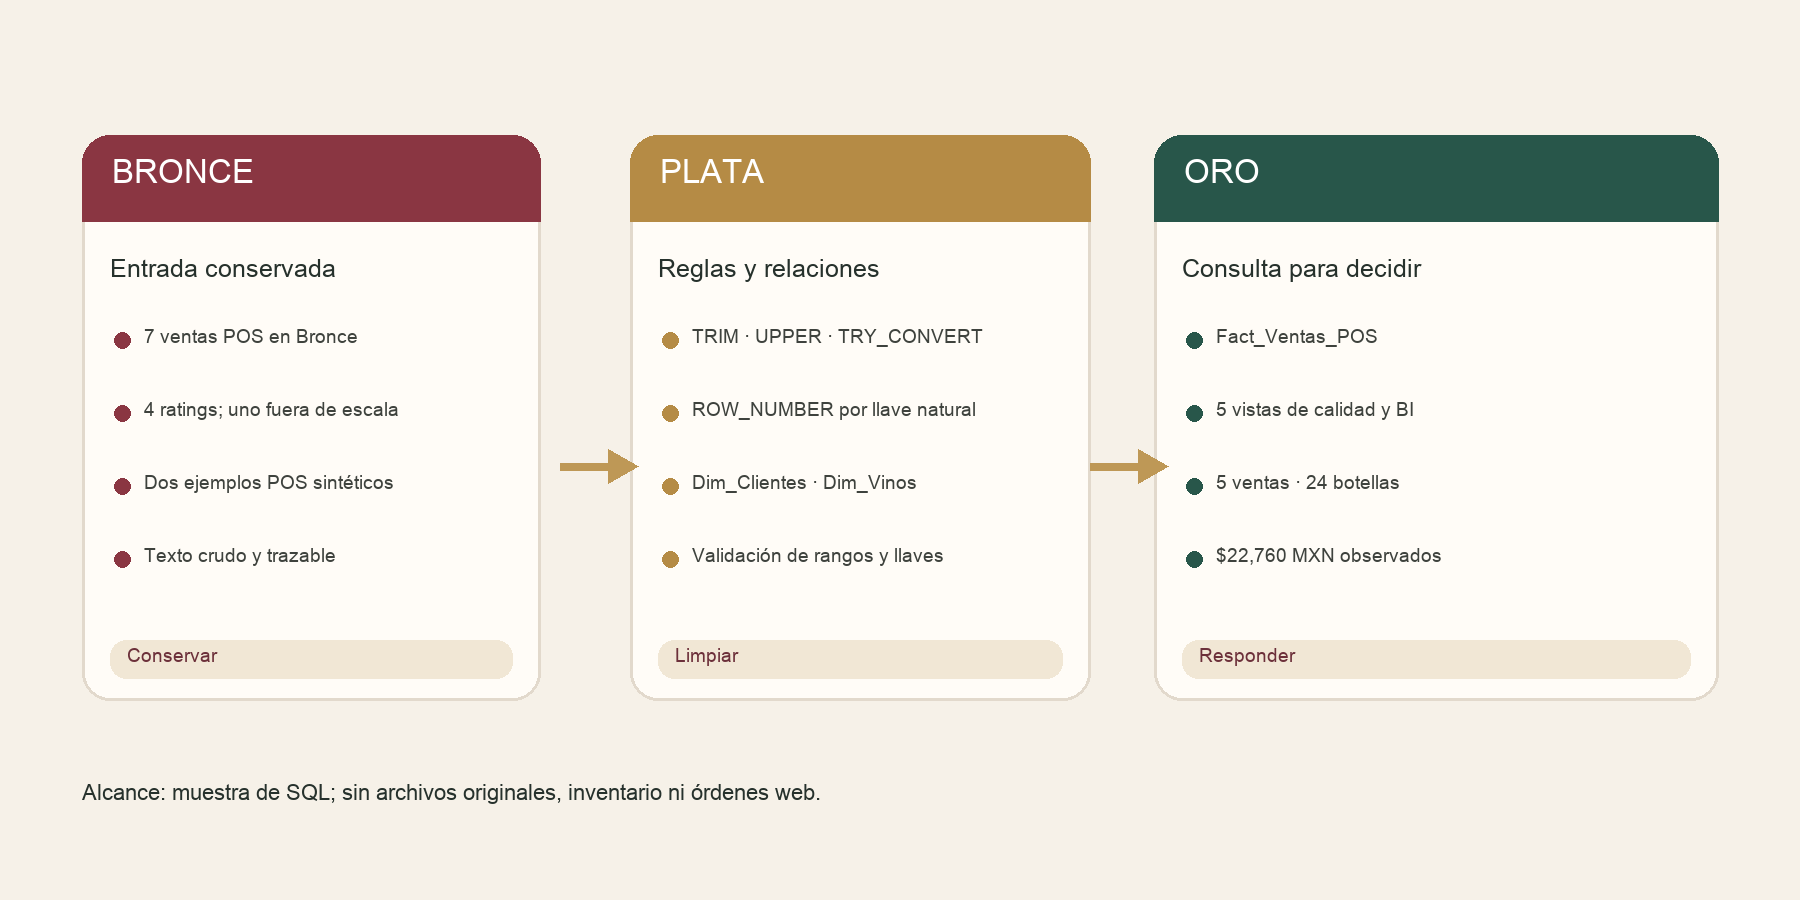 BRONCE
Entrada conservada
7 ventas POS en Bronce
4 ratings; uno fuera de escala
Dos ejemplos POS sintéticos
Texto crudo y trazable
Conservar
PLATA
Reglas y relaciones
TRIM · UPPER · TRY_CONVERT
ROW_NUMBER por llave natural
Dim_Clientes · Dim_Vinos
Validación de rangos y llaves
Limpiar
ORO
Consulta para decidir
Fact_Ventas_POS
5 vistas de calidad y BI
5 ventas · 24 botellas
$22,760 MXN observados
Responder
Alcance: muestra de SQL; sin archivos originales, inventario ni órdenes web.